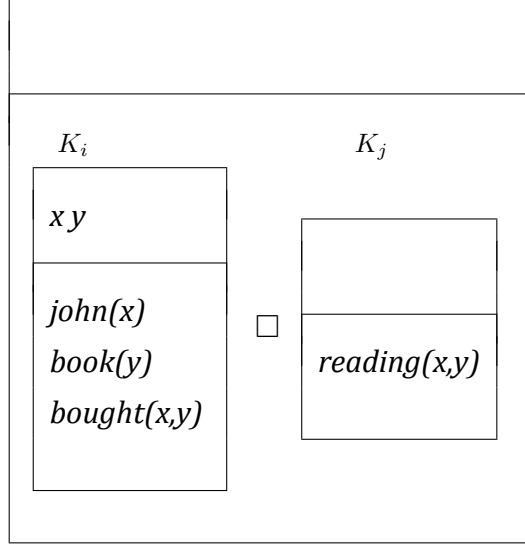 K_i K_j
x y
john(x)
book(y)
□ reading(x,y)
bought(x,y)